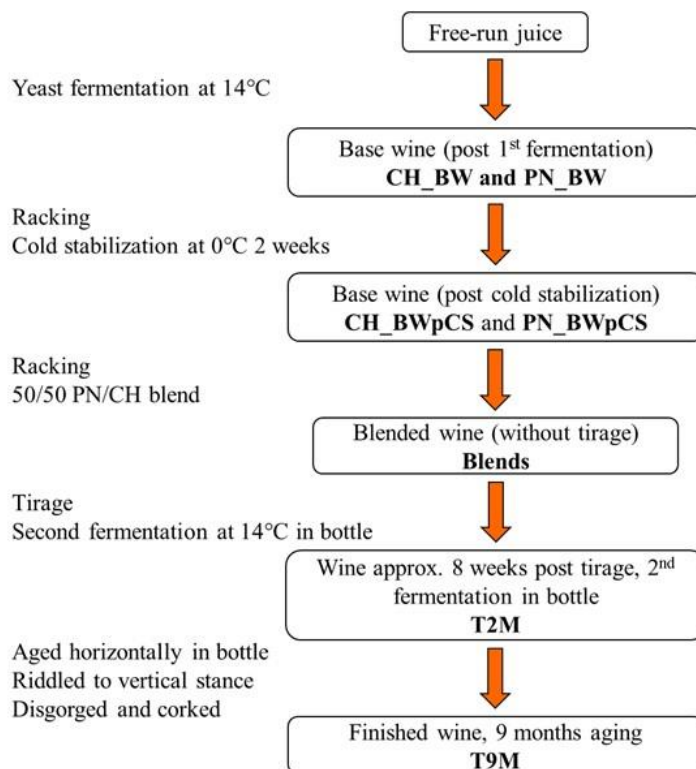 Free-run juice
Yeast fermentation at 14°C
Base wine (post 1st fermentation)
CH_BW and PN_BW
Racking
Cold stabilization at 0°C 2 weeks
Base wine (post cold stabilization)
CH_BWpCS and PN_BWpCS
Racking
50/50 PN/CH blend
Blended wine (without tirage)
Blends
Tirage
Second fermentation at 14°C in bottle
Wine approx. 8 weeks post tirage, 2nd
fermentation in bottle
T2M
Aged horizontally in bottle
Riddled to vertical stance
Disgorged and corked
Finished wine, 9 months aging
T9M